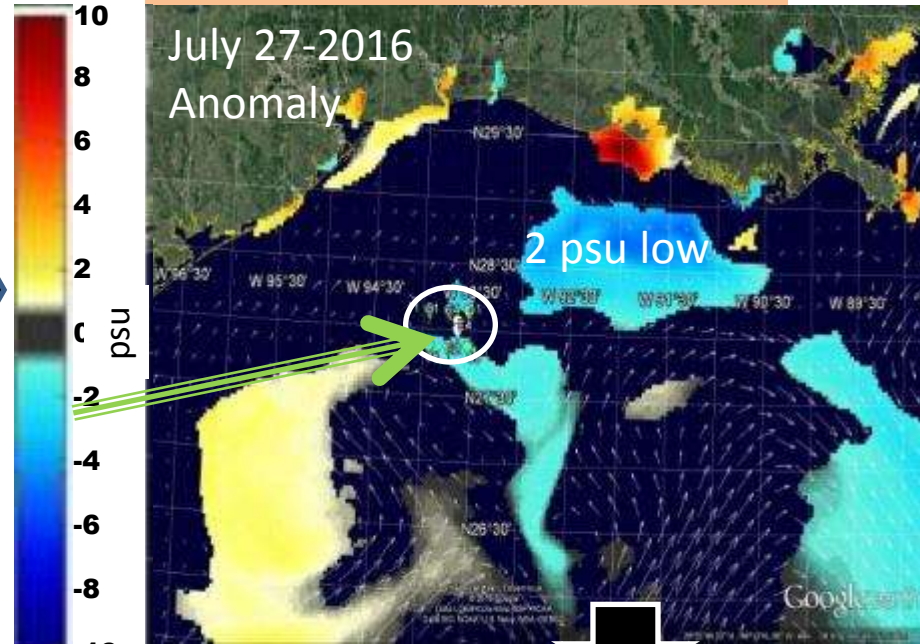 10
8
6
4
2
0
-2
-4
-6
-8
psu
July 27-2016
Anomaly
N29°30'
2 psu low
N28°30'
W 96°30'
W 95°30'
W 94°30'
W 92°30'
W 91°30'
W 90°30'
W 89°30'
N27°30'
N26°30'
Google